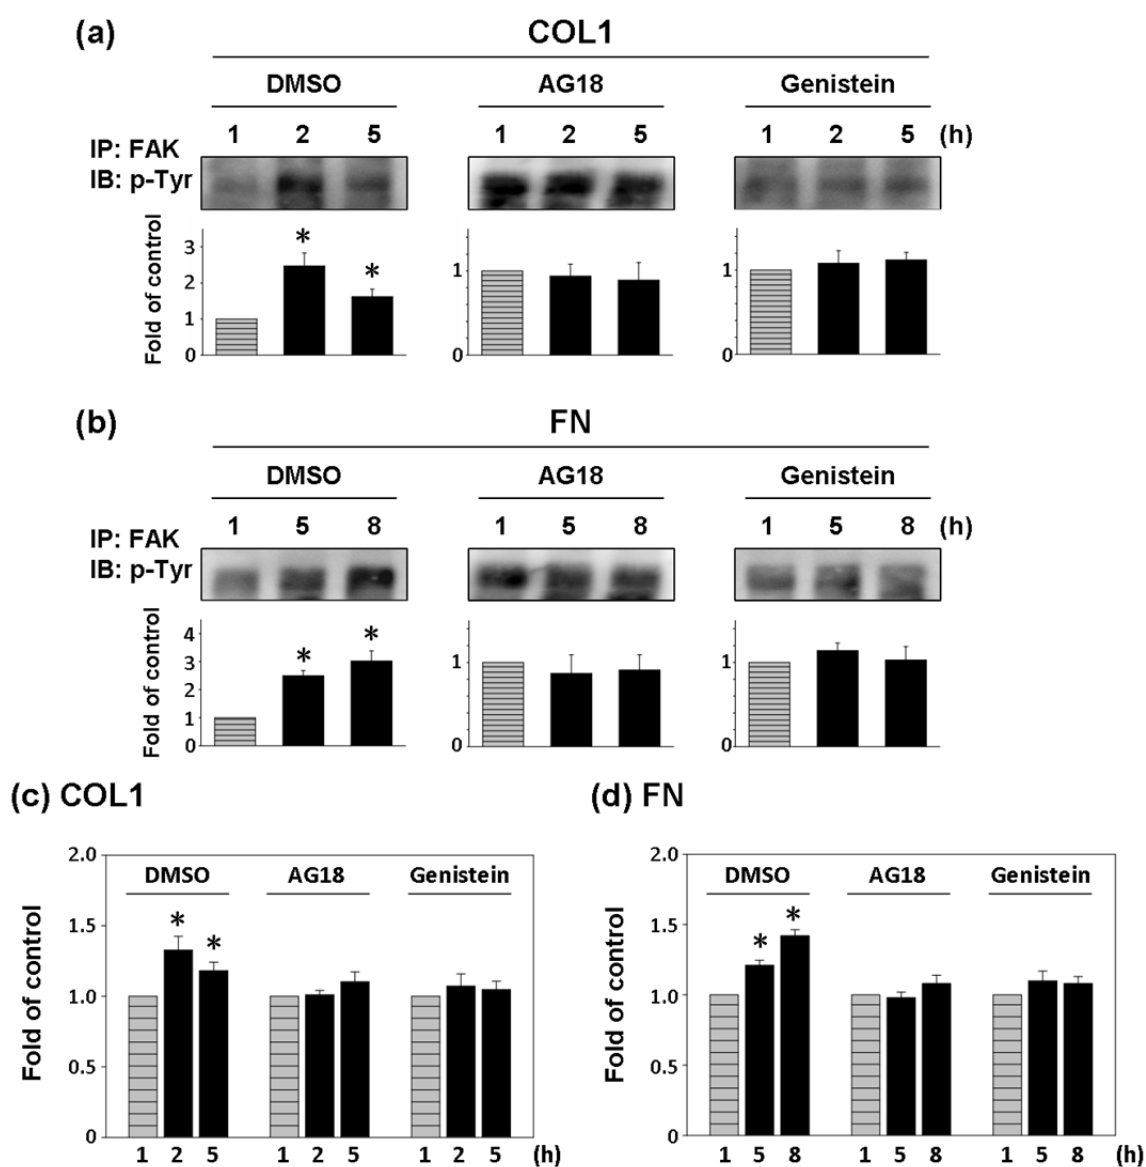 (a)
COL1
DMSO AG18 Genistein
1 2 5 1 2 5 1 2 5 (h)
IP: FAK
IB: p-Tyr
Fold of control
3
2
1
0
* *
1
0
1
0
(b)
FN
DMSO AG18 Genistein
1 5 8 1 5 8 1 5 8 (h)
IP: FAK
IB: p-Tyr
Fold of control
4
3
2
1
0
* *
1
0
1
0
(c) COL1
Fold of control
2.0
1.5
1.0
0.5
0
DMSO AG18 Genistein
* *
1 2 5 1 2 5 1 2 5 (h)
(d) FN
Fold of control
2.0
1.5
1.0
0.5
0
DMSO AG18 Genistein
* *
1 5 8 1 5 8 1 5 8 (h)